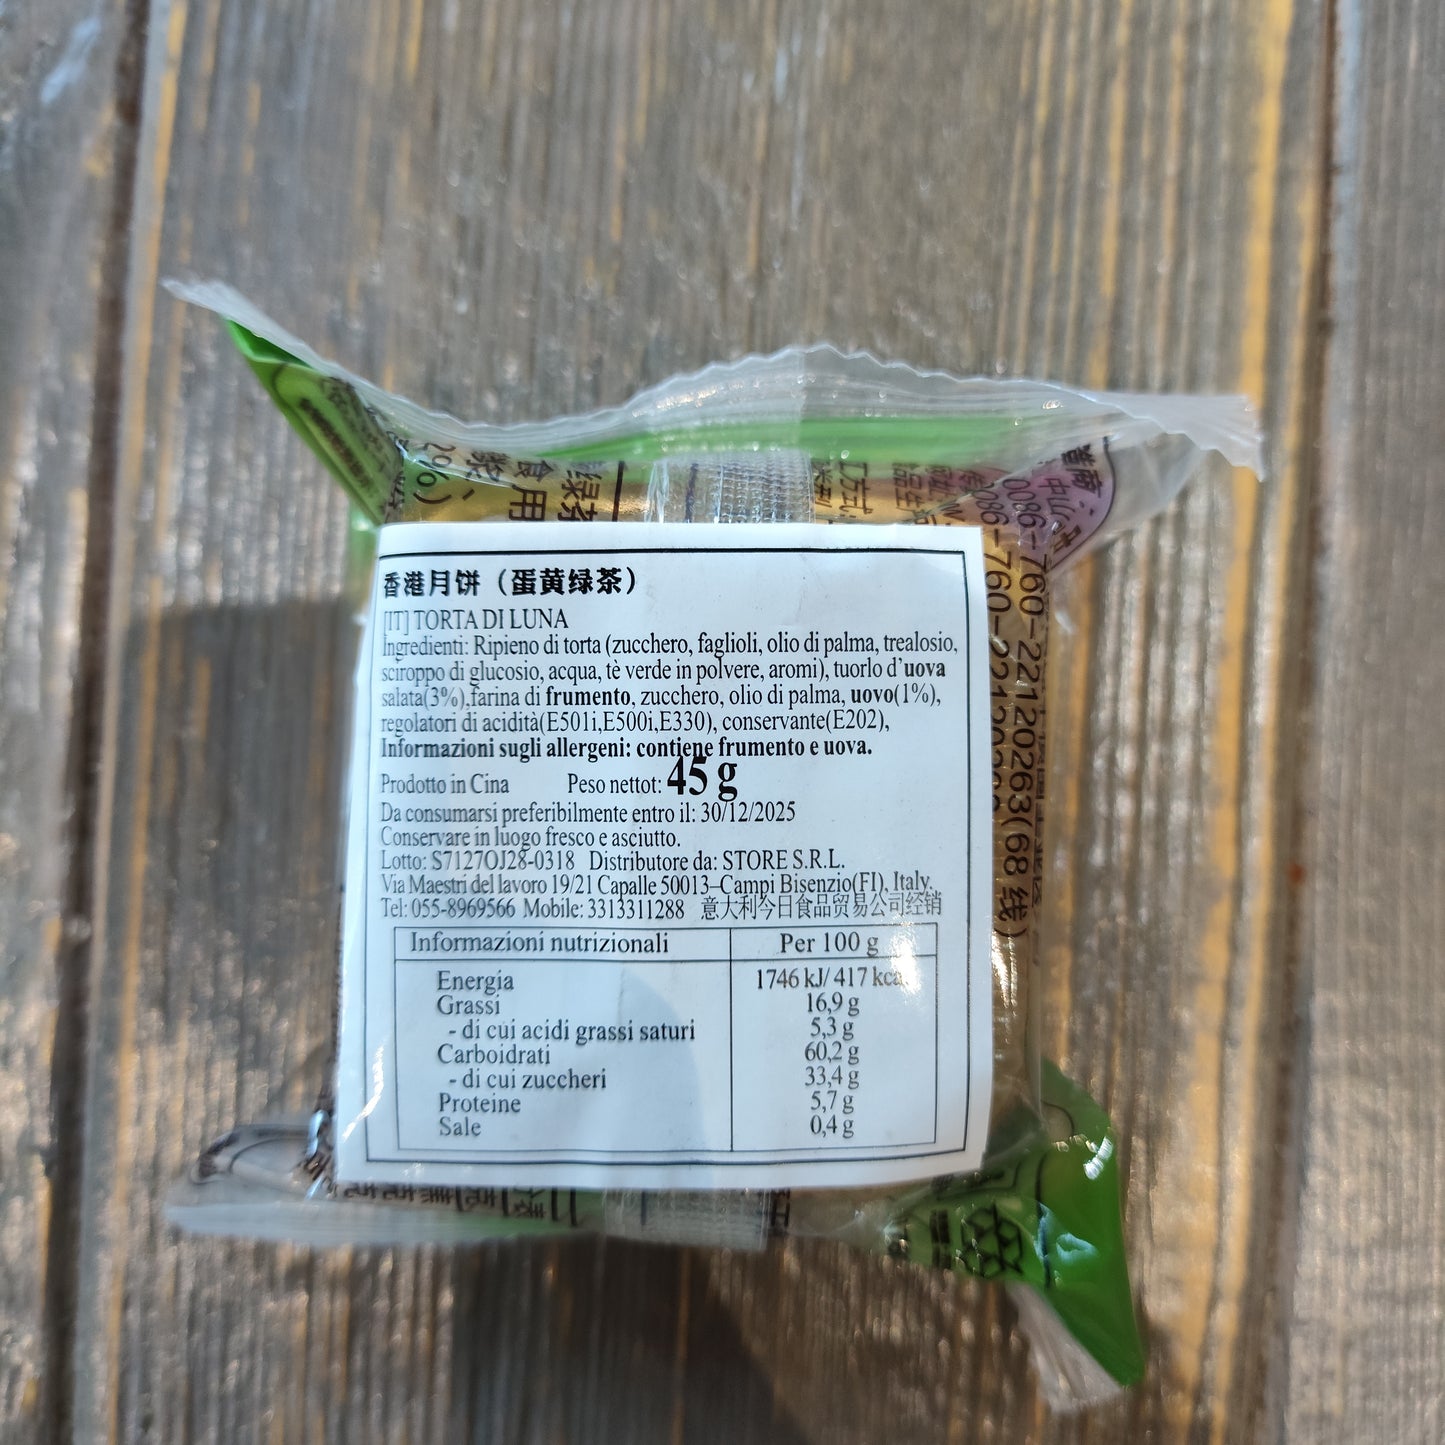 香港月饼（蛋黄绿茶）
[IT] TORTA DI LUNA
Ingredienti: Ripieno di torta (zucchero, faglioli, olio di palma, trealosio,
sciroppo di glucosio, acqua, tè verde in polvere, aromi), tuorlo d'uova
salata(3%),farina di frumento, zucchero, olio di palma, uovo(1%),
regolatori di acidità(E501i,E500i,E330), conservante(E202),
Informazioni sugli allergeni: contiene frumento e uova.
Prodotto in Cina Peso nettot: 45 g
Da consumarsi preferibilmente entro il: 30/12/2025
Conservare in luogo fresco e asciutto.
Lotto: S7127OJ28-0318 Distributore da: STORE S.R.L.
Via Maestri del lavoro 19/21 Capalle 50013–Campi Bisenzio(FI), Italy.
Tel: 055-8969566 Mobile: 3313311288 意大利今日食品贸易公司经销
Informazioni nutrizionali Per 100 g
Energia 1746 kJ/ 417 kca
Grassi 16,9 g
- di cui acidi grassi saturi 5,3 g
Carboidrati 60,2 g
- di cui zuccheri 33,4 g
Proteine 5,7 g
Sale 0,4 g
0086-760-22120263(68 线)